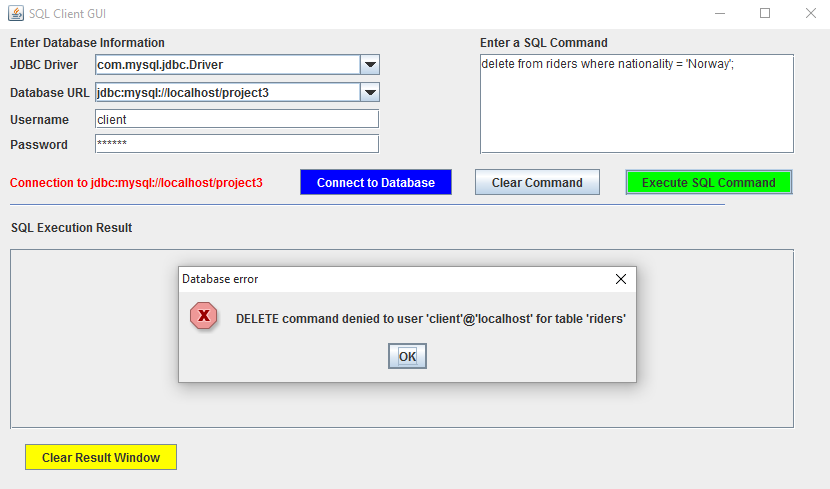 SQL Client GUI
Enter Database Information
JDBC Driver com.mysql.jdbc.Driver
Database URL jdbc:mysql://localhost/project3
Username client
Password ******
Enter a SQL Command
delete from riders where nationality = 'Norway';
Connection to jdbc:mysql://localhost/project3
Connect to Database
Clear Command
Execute SQL Command
SQL Execution Result
Database error
X
DELETE command denied to user 'client'@'localhost' for table 'riders'
OK
Clear Result Window